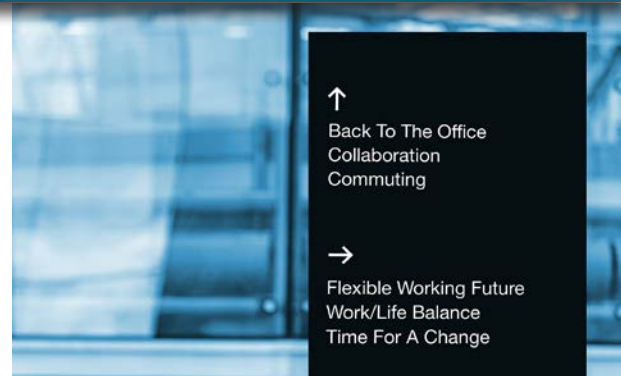 ↑
Back To The Office
Collaboration
Commuting
→
Flexible Working Future
Work/Life Balance
Time For A Change